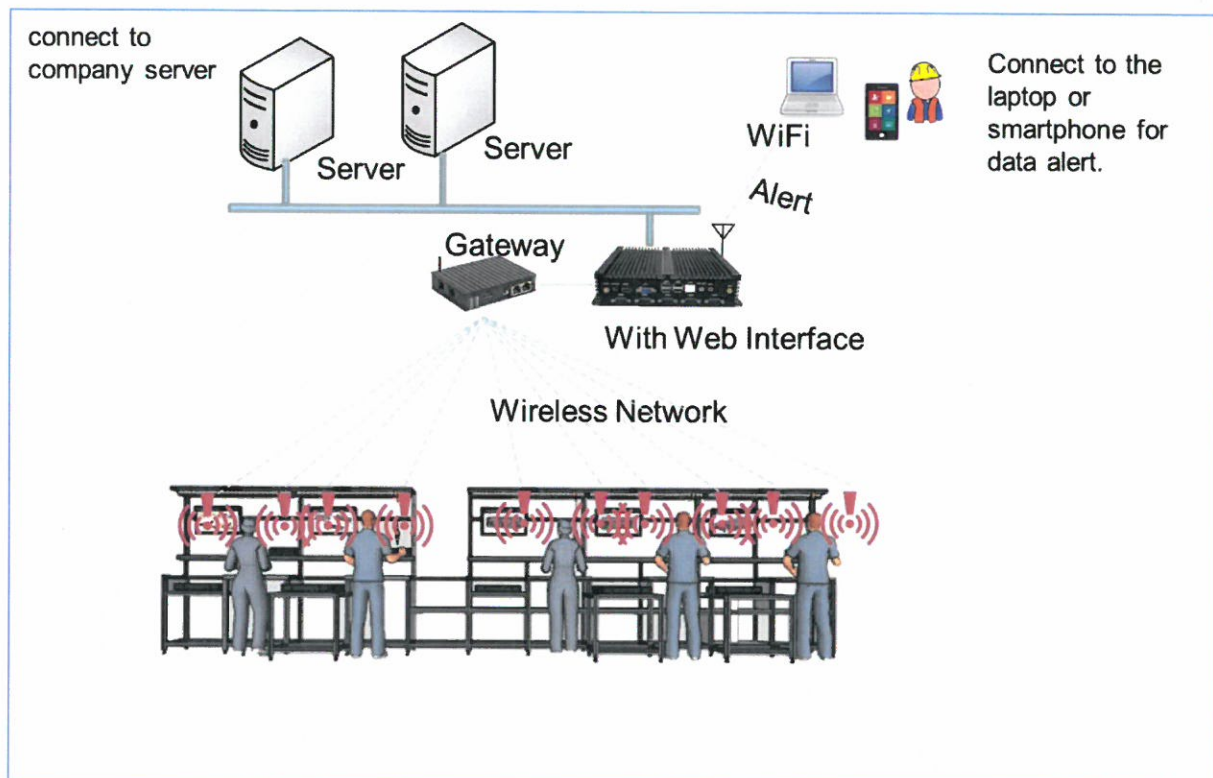 connect to
company server
Server
Server
WiFi
Alert
Connect to the
laptop or
smartphone for
data alert.
Gateway
With Web Interface
Wireless Network